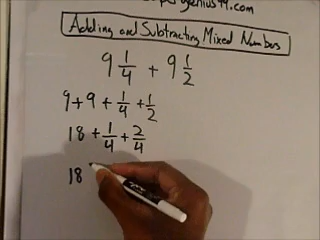 .com
Adding and Subtracting Mixed Numbers
9 1/4 + 9 1/2
9+9 + 1/4 + 1/2
18 + 1/4 + 2/4
18